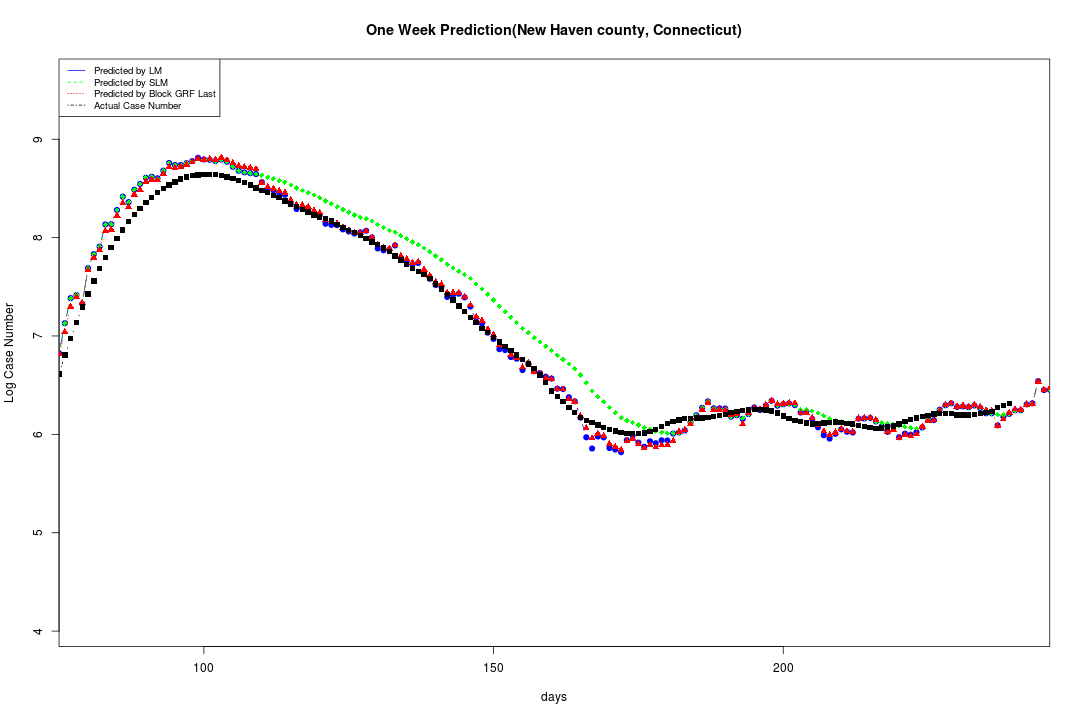 One Week Prediction(New Haven county, Connecticut)
Predicted by LM
Predicted by SLM
Predicted by Block GRF Last
Actual Case Number
9
8
7
6
5
4
Log Case Number
100 150 200
days